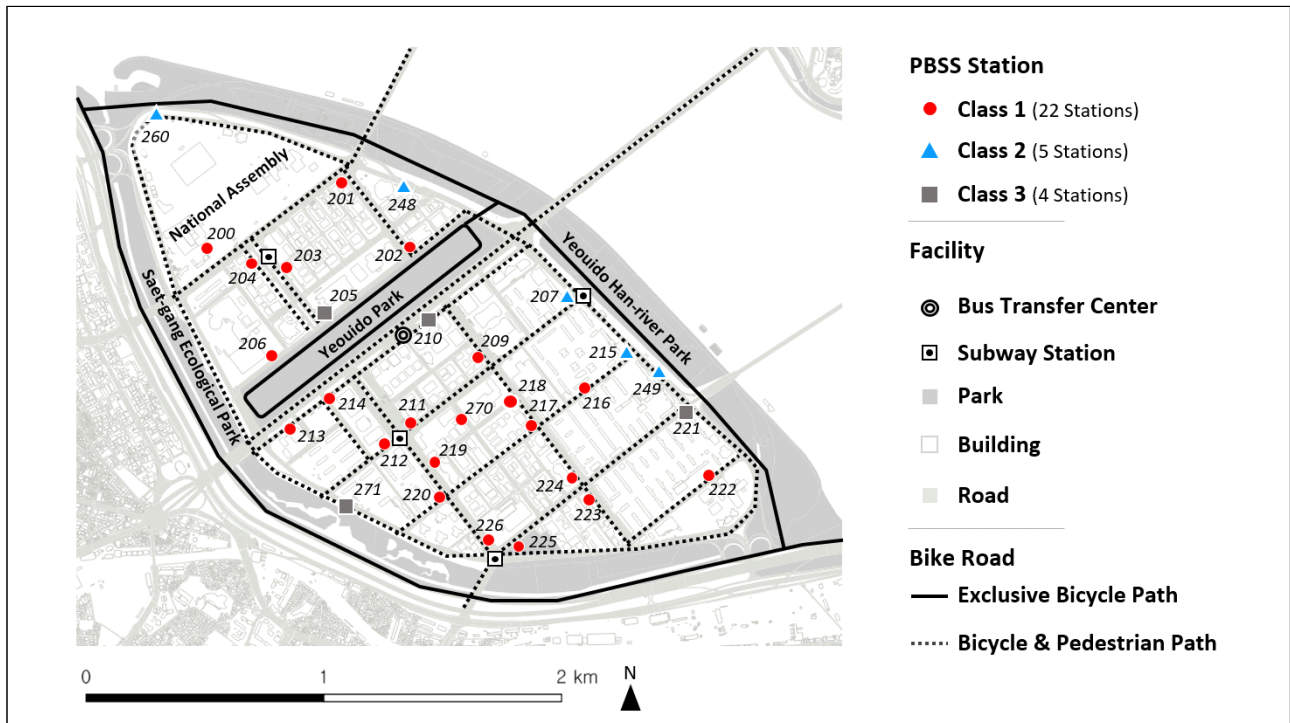 PBSS Station
Class 1 (22 Stations)
Class 2 (5 Stations)
Class 3 (4 Stations)
Facility
Bus Transfer Center
Subway Station
Park
Building
Road
Bike Road
Exclusive Bicycle Path
Bicycle & Pedestrian Path
260
National Assembly
201
248
200
203
202
204
205
Yeouido Park
Yeouido Han-river Park
Saet-gang Ecological Park
207
206
210
209
215
249
214
211
270
218
217
216
221
213
212
219
271
220
224
223
222
226
225
0
1
2 km
N